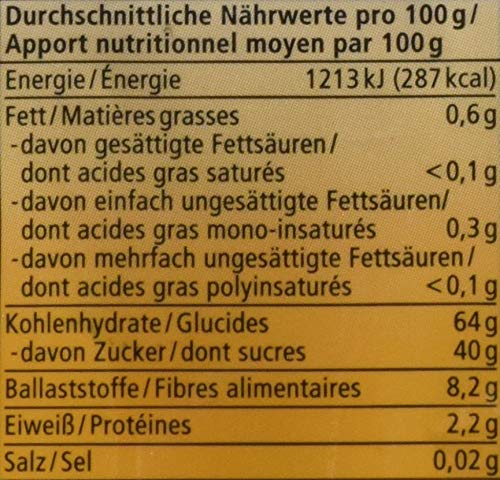 Durchschnittliche Nährwerte pro 100 g/
Apport nutritionnel moyen par 100 g
Energie/Énergie 1213 kJ (287 kcal)
Fett/Matières grasses 0,6 g
-davon gesättigte Fettsäuren/
dont acides gras saturés <0,1 g
-davon einfach ungesättigte Fettsäuren/
dont acides gras mono-insaturés 0,3 g
-davon mehrfach ungesättigte Fettsäuren/
dont acides gras polyinsaturés <0,1 g
Kohlenhydrate/Glucides 64 g
-davon Zucker/dont sucres 40 g
Ballaststoffe/Fibres alimentaires 8,2 g
Eiweiß/Protéines 2,2 g
Salz/Sel 0,02 g